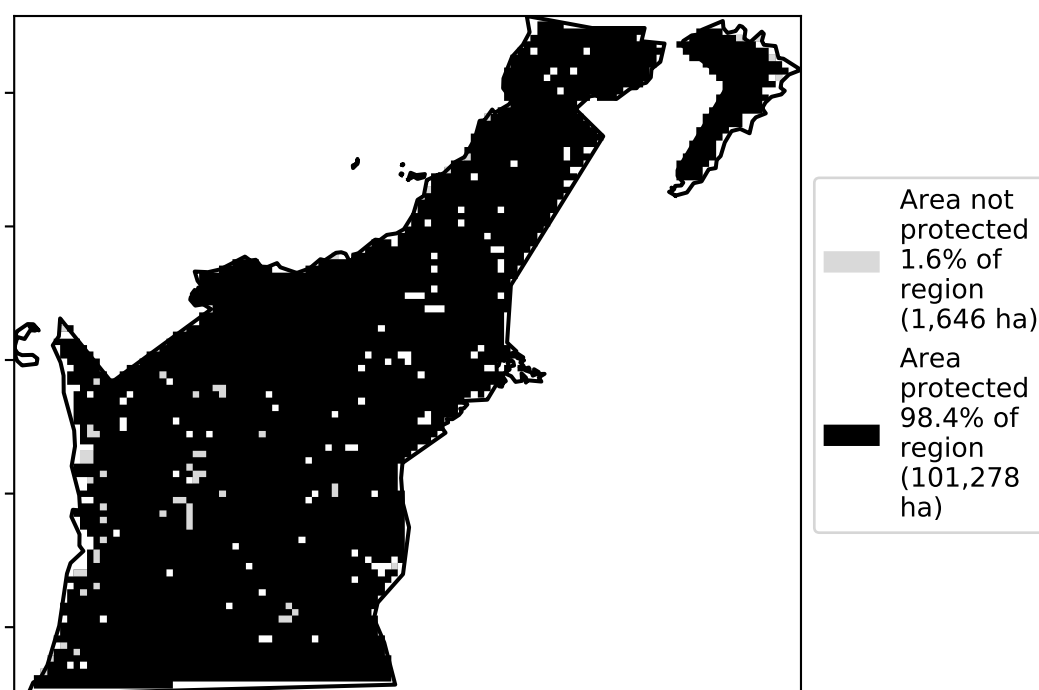 Area not
protected
1.6% of
region
(1,646 ha)
Area
protected
98.4% of
region
(101,278
ha)